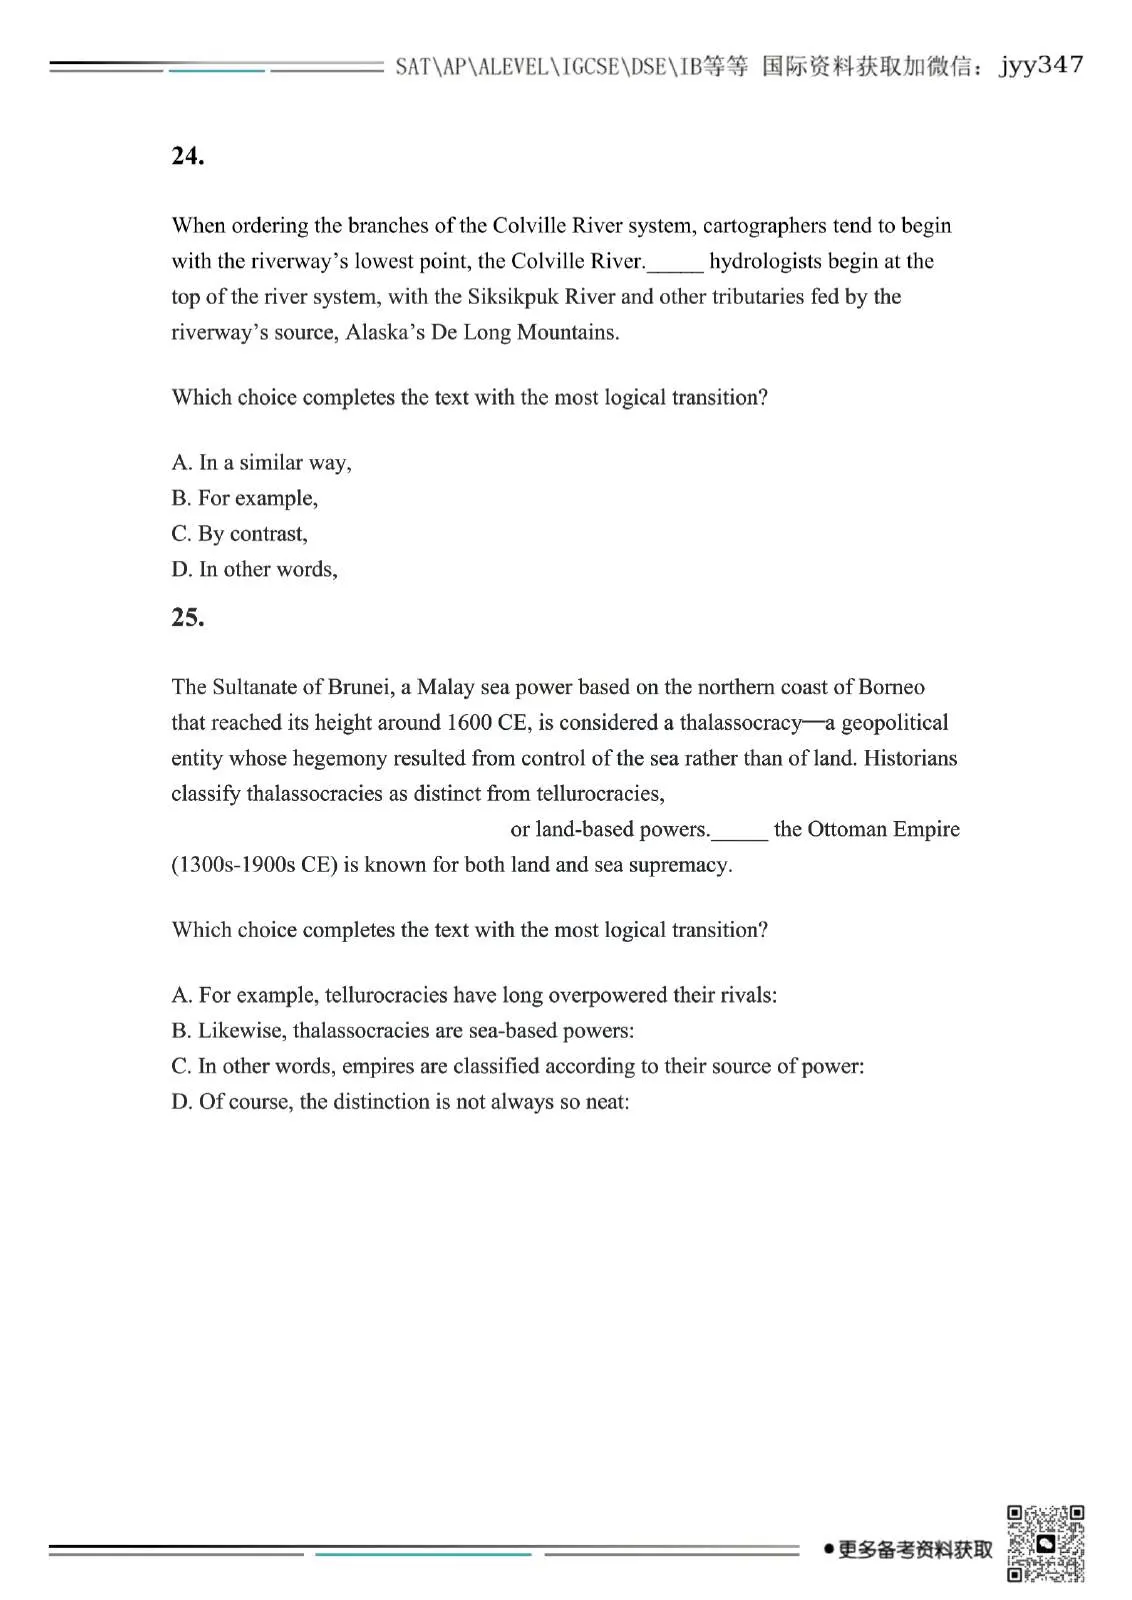 SAT\AP\ALEVEL\IGCSE\DSE\IB等等 国际资料获取加微信：jyy347
24.
When ordering the branches of the Colville River system, cartographers tend to begin
with the riverway’s lowest point, the Colville River._____ hydrologists begin at the
top of the river system, with the Siksikpuk River and other tributaries fed by the
riverway’s source, Alaska’s De Long Mountains.
Which choice completes the text with the most logical transition?
A. In a similar way,
B. For example,
C. By contrast,
D. In other words,
25.
The Sultanate of Brunei, a Malay sea power based on the northern coast of Borneo
that reached its height around 1600 CE, is considered a thalassocracy—a geopolitical
entity whose hegemony resulted from control of the sea rather than of land. Historians
classify thalassocracies as distinct from tellurocracies,
or land-based powers._____ the Ottoman Empire
(1300s-1900s CE) is known for both land and sea supremacy.
Which choice completes the text with the most logical transition?
A. For example, tellurocracies have long overpowered their rivals:
B. Likewise, thalassocracies are sea-based powers:
C. In other words, empires are classified according to their source of power:
D. Of course, the distinction is not always so neat:
●更多备考资料获取